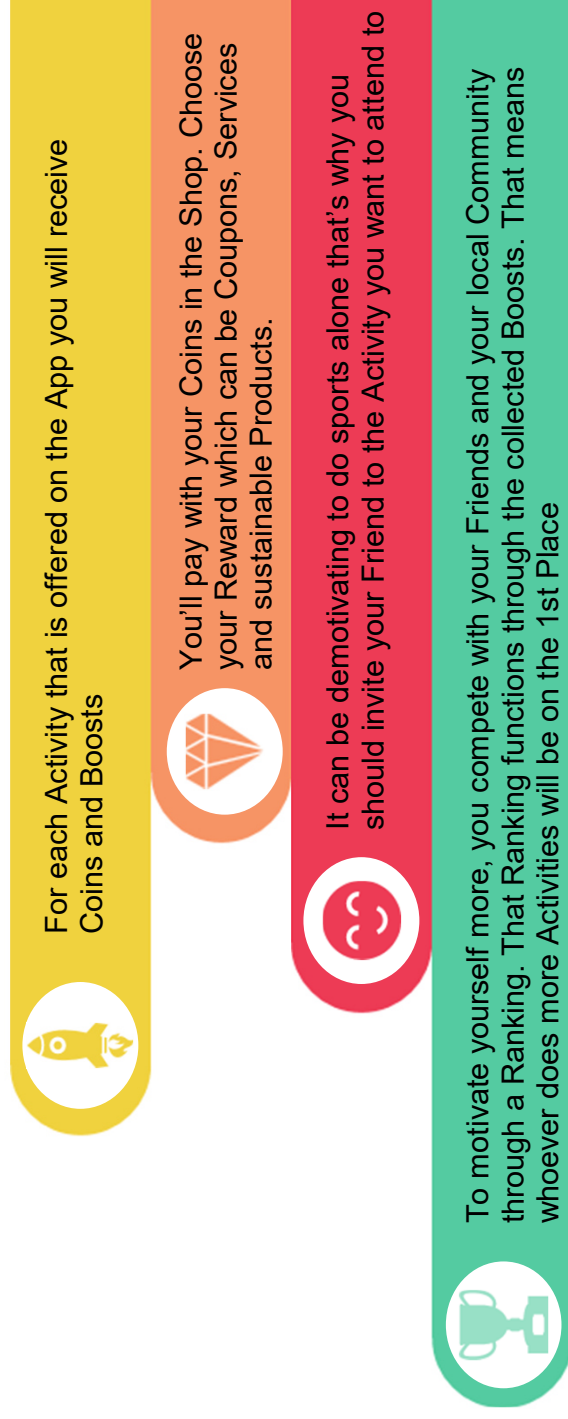 For each Activity that is offered on the App you will receive
Coins and Boosts
You'll pay with your Coins in the Shop. Choose
your Reward which can be Coupons, Services
and sustainable Products.
It can be demotivating to do sports alone that's why you
should invite your Friend to the Activity you want to attend to
To motivate yourself more, you compete with your Friends and your local Community
through a Ranking. That Ranking functions through the collected Boosts. That means
whoever does more Activities will be on the 1st Place